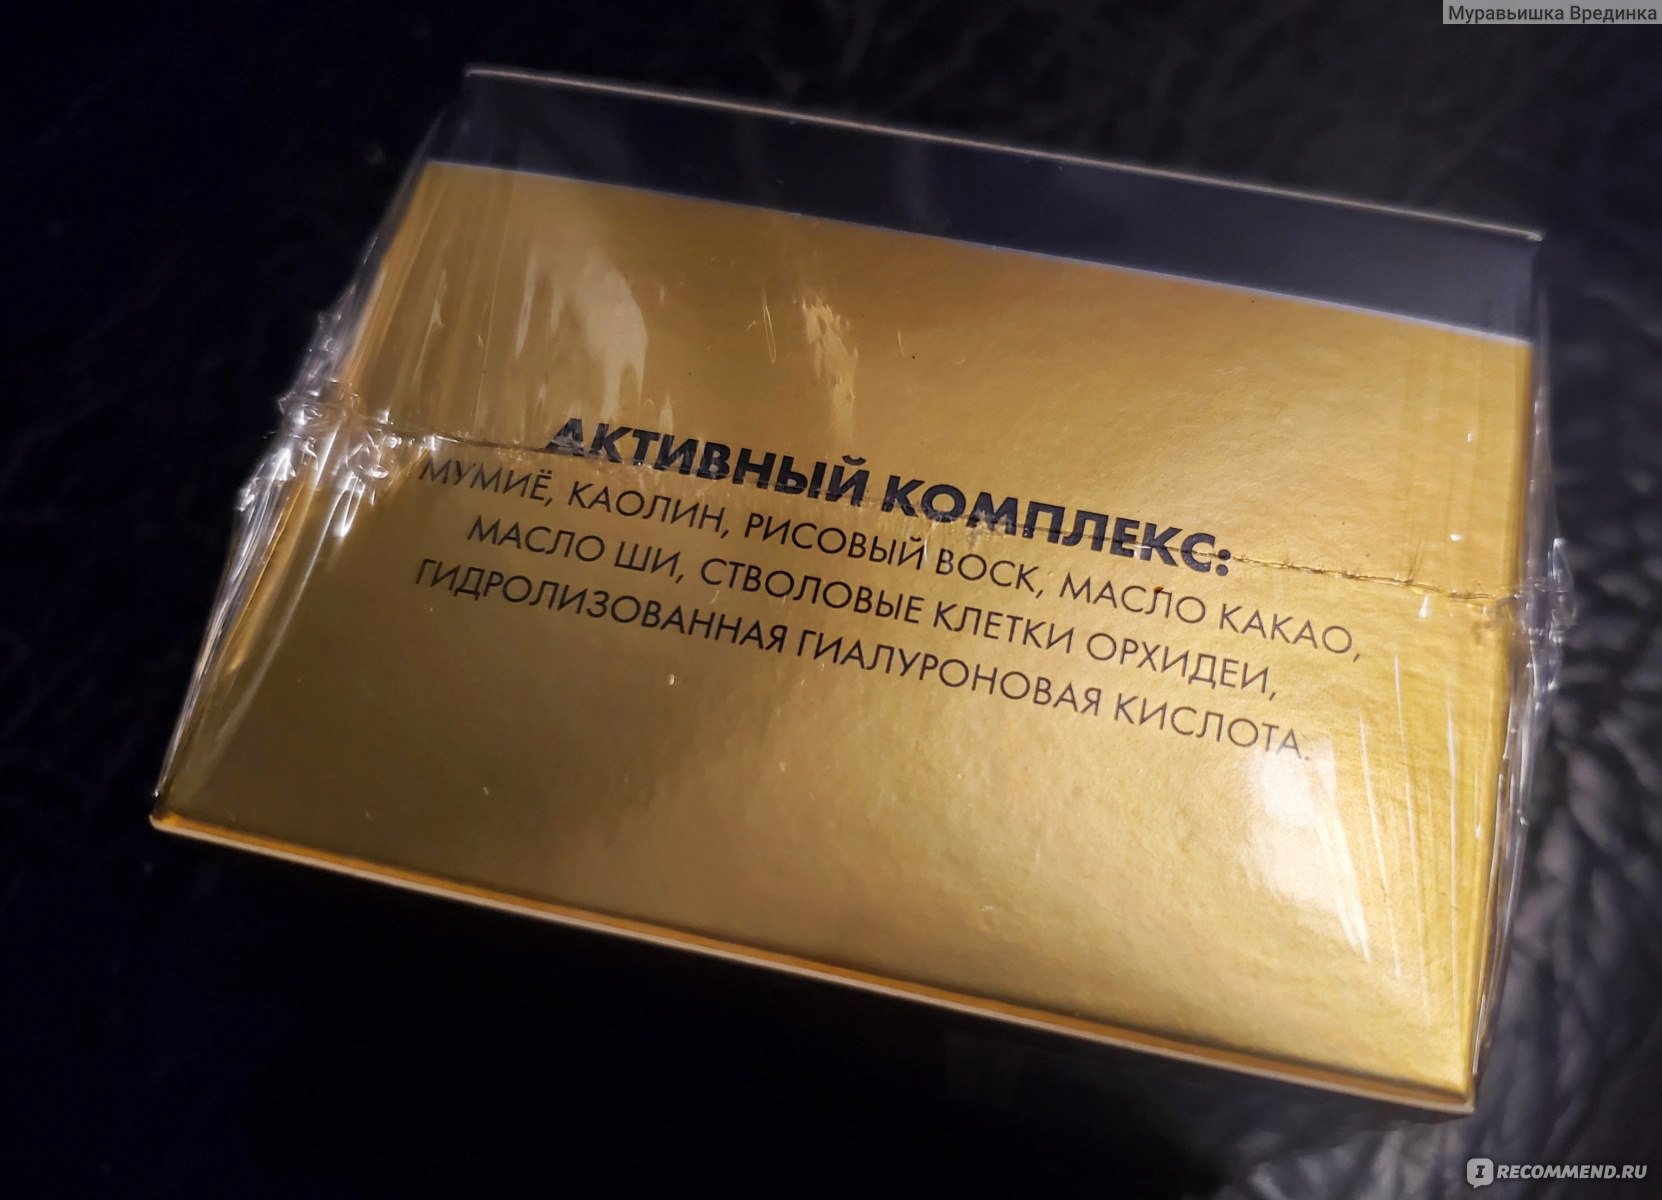 Муравьишка Врединка
АКТИВНЫЙ КОМПЛЕКС:
МУМИЁ, КАОЛИН, РИСОВЫЙ ВОСК, МАСЛО КАКАО,
МАСЛО ШИ, СТВОЛОВЫЕ КЛЕТКИ ОРХИДЕИ,
ГИДРОЛИЗОВАННАЯ ГИАЛУРОНОВАЯ КИСЛОТА.
IRECOMMEND.RU